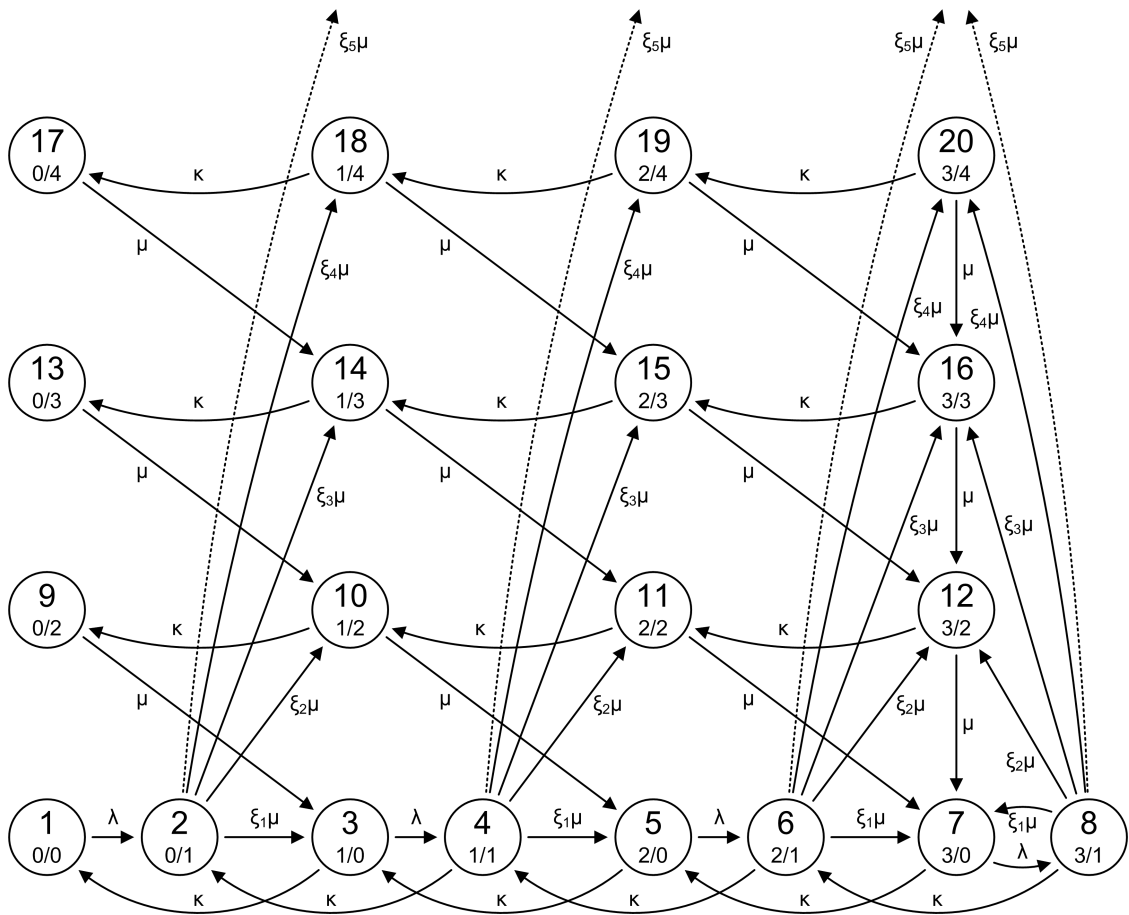 ξ₅μ ξ₅μ ξ₅μ ξ₅μ
17 18 19 20
0/4 1/4 2/4 3/4
κ κ κ
μ μ μ
ξ₄μ ξ₄μ μ
ξ₄μ ξ₄μ
13 14 15 16
0/3 1/3 2/3 3/3
κ κ κ
μ μ μ
ξ₃μ ξ₃μ μ
ξ₃μ ξ₃μ
9 10 11 12
0/2 1/2 2/2 3/2
κ κ κ
μ μ μ
ξ₂μ ξ₂μ ξ₂μ μ
ξ₂μ
1 λ 2 ξ₁μ 3 λ 4 ξ₁μ 5 λ 6 ξ₁μ 7 ξ₁μ 8
0/0 0/1 1/0 1/1 2/0 2/1 3/0 λ 3/1
κ κ κ κ κ κ